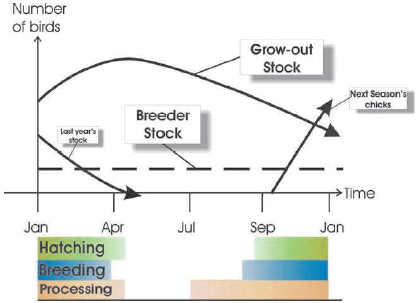 Number
of birds
Grow-out
Stock
Next Season's
chicks
Breeder
Stock
Last year's
stock
Time
Jan
Apr
Jul
Sep
Jan
Hatching
Breeding
Processing